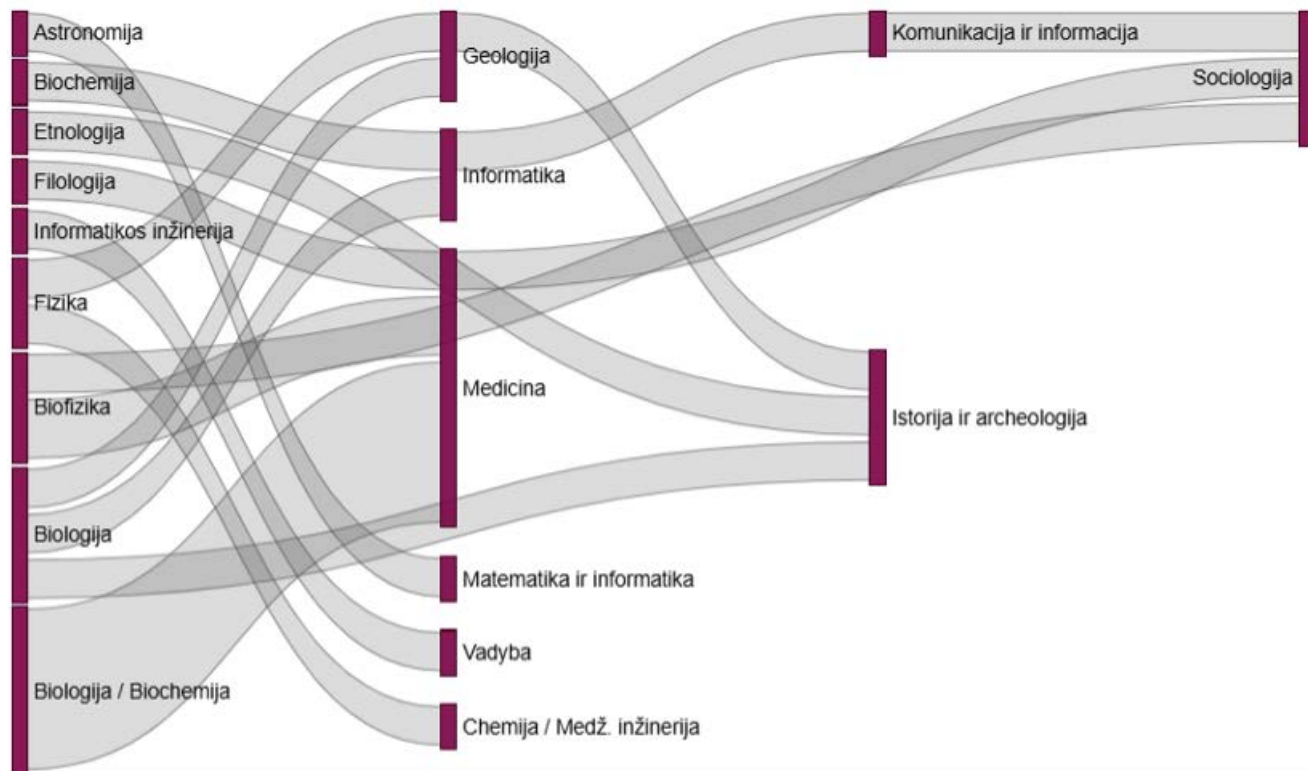 Astronomija
Biochemija
Etnologija
Filologija
Informatikos inžinerija
Fizika
Biofizika
Biologija
Biologija / Biochemija
Geologija
Informatika
Medicina
Matematika ir informatika
Vadyba
Chemija / Medž. inžinerija
Komunikacija ir informacija
Istorija ir archeologija
Sociologija